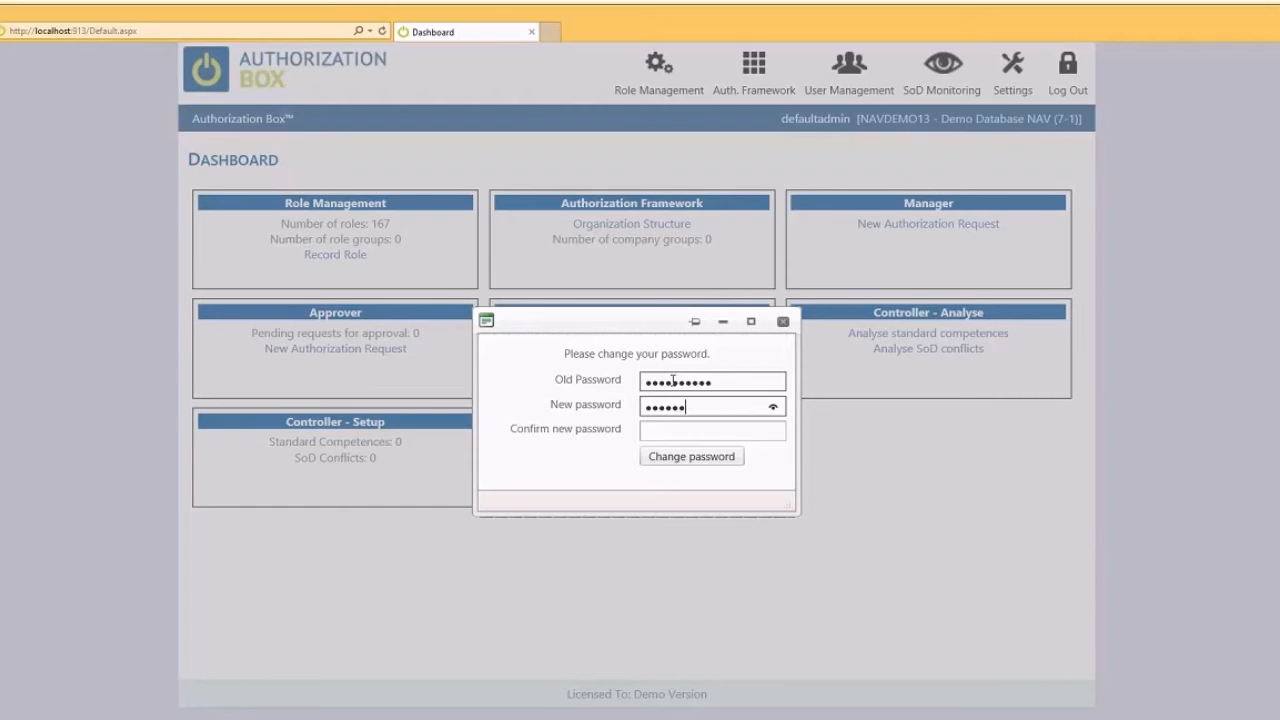 http://localhost:913/Default.aspx
Dashboard
AUTHORIZATION
BOX
Role Management
Auth. Framework
User Management
SoD Monitoring
Settings
Log Out
Authorization Box™
defaultadmin [NAVDEMO13 - Demo Database NAV (7-1)]
DASHBOARD
Role Management
Number of roles: 167
Number of role groups: 0
Record Role
Authorization Framework
Organization Structure
Number of company groups: 0
Manager
New Authorization Request
Approver
Pending requests for approval: 0
New Authorization Request
Controller - Analyse
Analyse standard competences
Analyse SoD conflicts
Controller - Setup
Standard Competences: 0
SoD Conflicts: 0
Please change your password.
Old Password
New password
Confirm new password
Change password
Licensed To: Demo Version